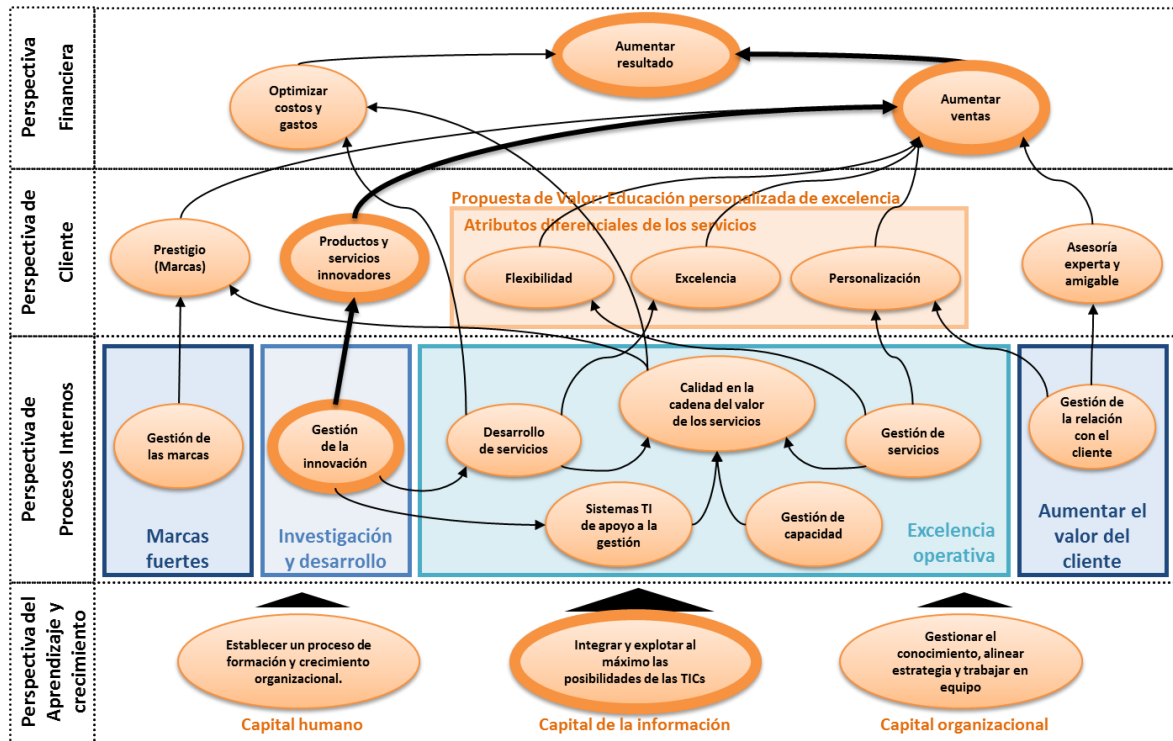 Perspectiva
Financiera
Aumentar
resultado
Optimizar
costos y
gastos
Aumentar
ventas
Perspectiva de
Cliente
Propuesta de Valor: Educación personalizada de excelencia
Atributos diferenciales de los servicios
Prestigio
(Marcas)
Productos y
servicios
innovadores
Flexibilidad
Excelencia
Personalización
Asesoría
experta y
amigable
Perspectiva de
Procesos Internos
Gestión de
las marcas
Gestión
de la
innovación
Desarrollo
de servicios
Calidad en la
cadena del valor
de los servicios
Gestión de
servicios
Gestión de
la relación
con el
cliente
Sistemas TI
de apoyo a la
gestión
Gestión de
capacidad
Marcas
fuertes
Investigación
y desarrollo
Excelencia
operativa
Aumentar el
valor del
cliente
Perspectiva del
Aprendizaje y
crecimiento
Establecer un proceso de
formación y crecimiento
organizacional.
Integrar y explotar al
máximo las
posibilidades de las TICs
Gestionar el
conocimiento, alinear
estrategia y trabajar en
equipo
Capital humano
Capital de la información
Capital organizacional